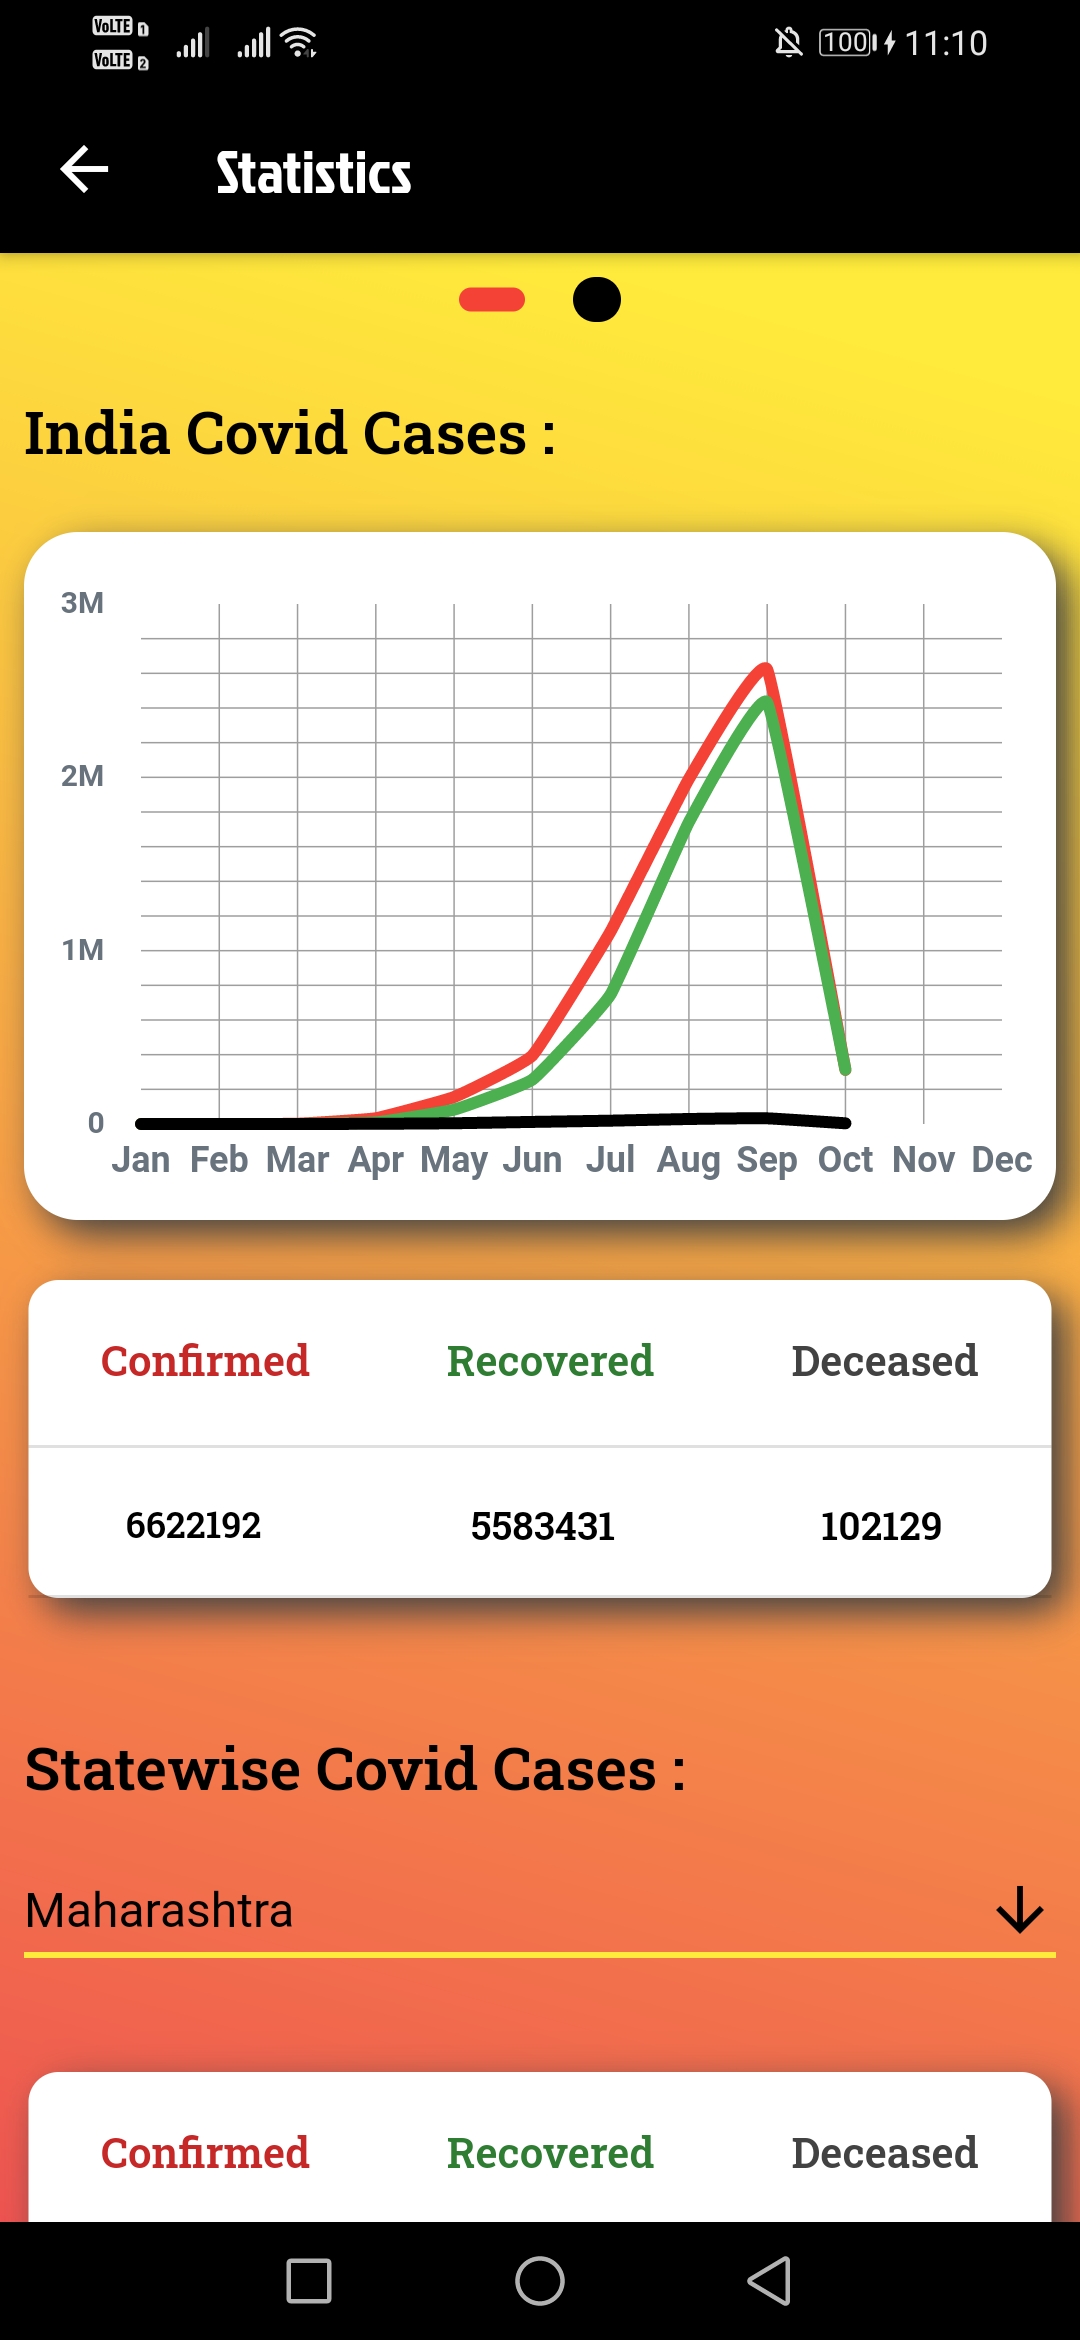 VoLTE 1
VoLTE 2
100 11:10
Statistics
India Covid Cases :
3M
2M
1M
0
Jan Feb Mar Apr May Jun Jul Aug Sep Oct Nov Dec
Confirmed Recovered Deceased
6622192 5583431 102129
Statewise Covid Cases :
Maharashtra
Confirmed Recovered Deceased